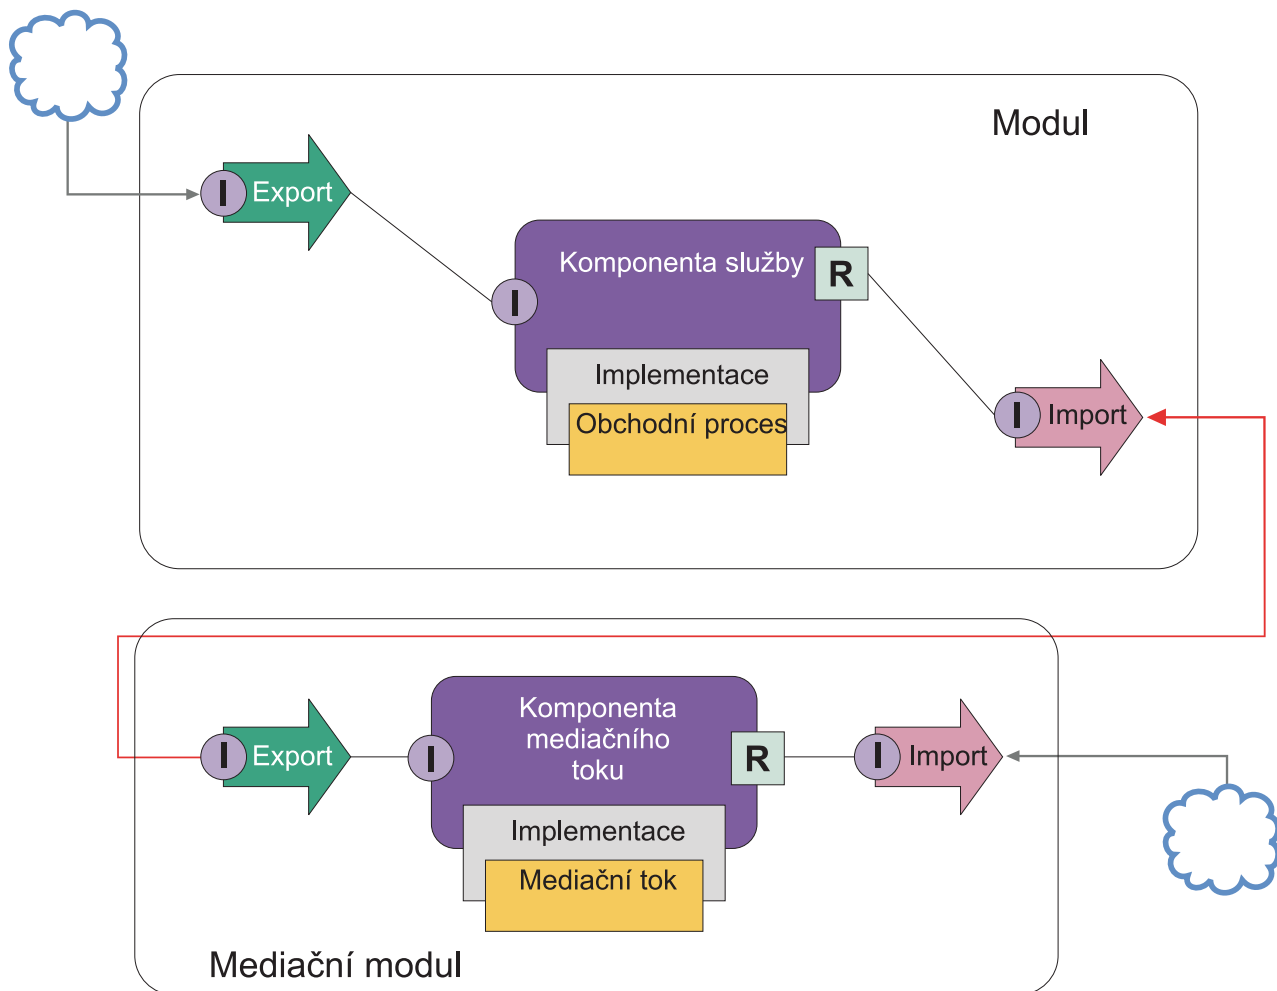 Modul
I
Export
Komponenta služby
R
I
Implementace
Obchodní proces
I
Import
I
Export
I
Komponenta
mediačního
toku
R
I
Import
Implementace
Mediační tok
Mediační modul